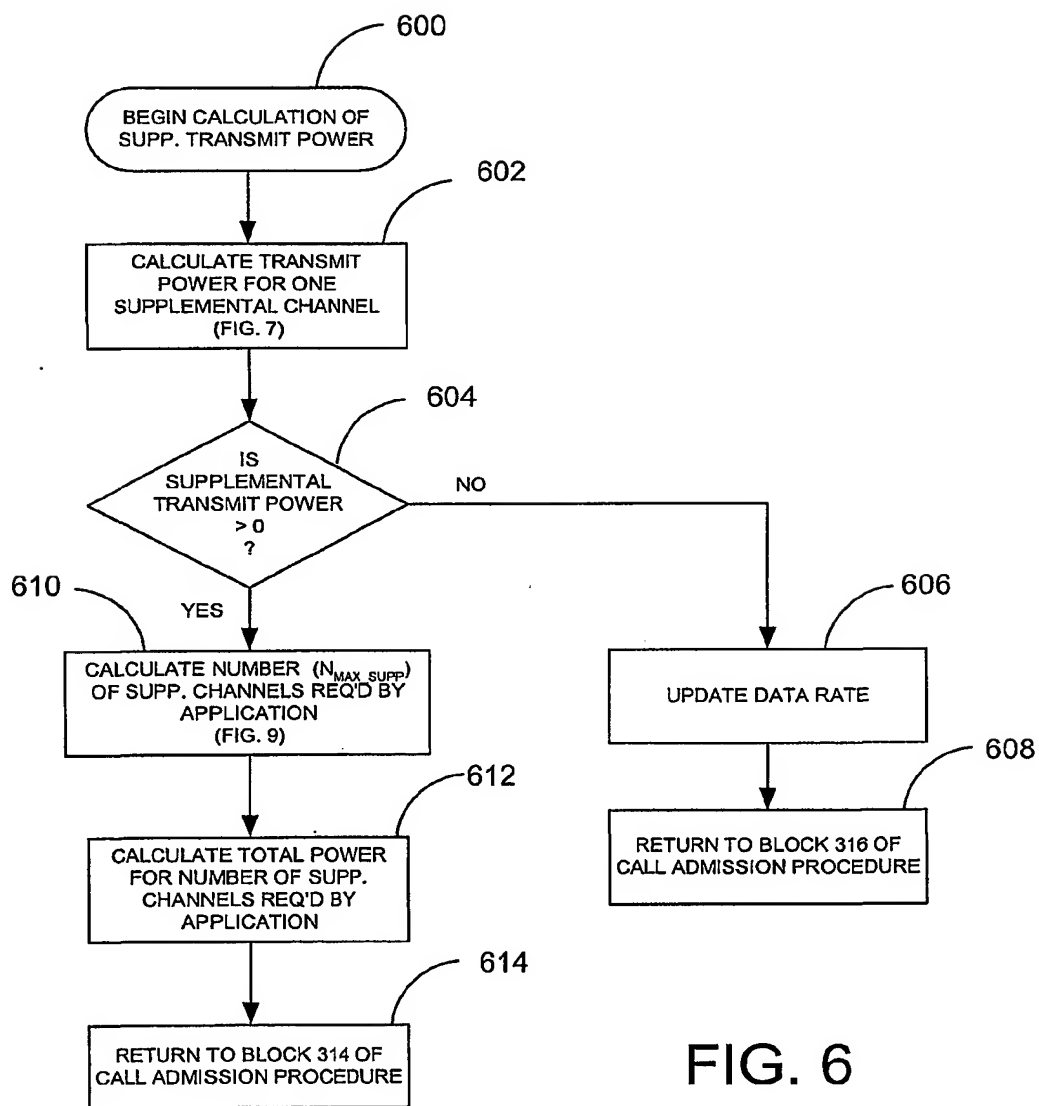 600
BEGIN CALCULATION OF
SUPP. TRANSMIT POWER
602
CALCULATE TRANSMIT
POWER FOR ONE
SUPPLEMENTAL CHANNEL
(FIG. 7)
604
IS
SUPPLEMENTAL
TRANSMIT POWER
> 0
?
NO
YES
610
CALCULATE NUMBER (N_MAX_SUPP)
OF SUPP. CHANNELS REQ'D BY
APPLICATION
(FIG. 9)
606
UPDATE DATA RATE
608
RETURN TO BLOCK 316 OF
CALL ADMISSION PROCEDURE
612
CALCULATE TOTAL POWER
FOR NUMBER OF SUPP.
CHANNELS REQ'D BY
APPLICATION
614
RETURN TO BLOCK 314 OF
CALL ADMISSION PROCEDURE
FIG. 6